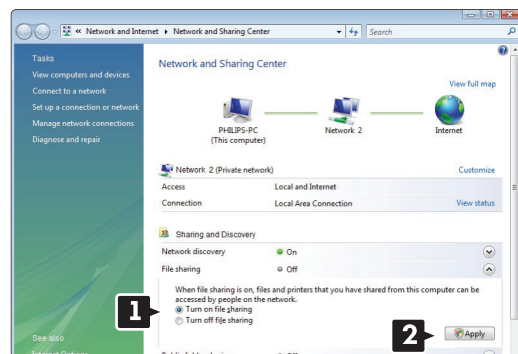 « Network and Internet ▸ Network and Sharing Center
Search
Tasks
View computers and devices
Connect to a network
Set up a connection or network
Manage network connections
Diagnose and repair
See also
Internet Options
Network and Sharing Center
View full map
PHILIPS-PC
(This computer)
Network 2
Internet
Network 2 (Private network)
Customize
Access
Local and Internet
Connection
Local Area Connection
View status
Sharing and Discovery
Network discovery
On
File sharing
Off
When file sharing is on, files and printers that you have shared from this computer can be
accessed by people on the network.
1
Turn on file sharing
Turn off file sharing
2
Apply